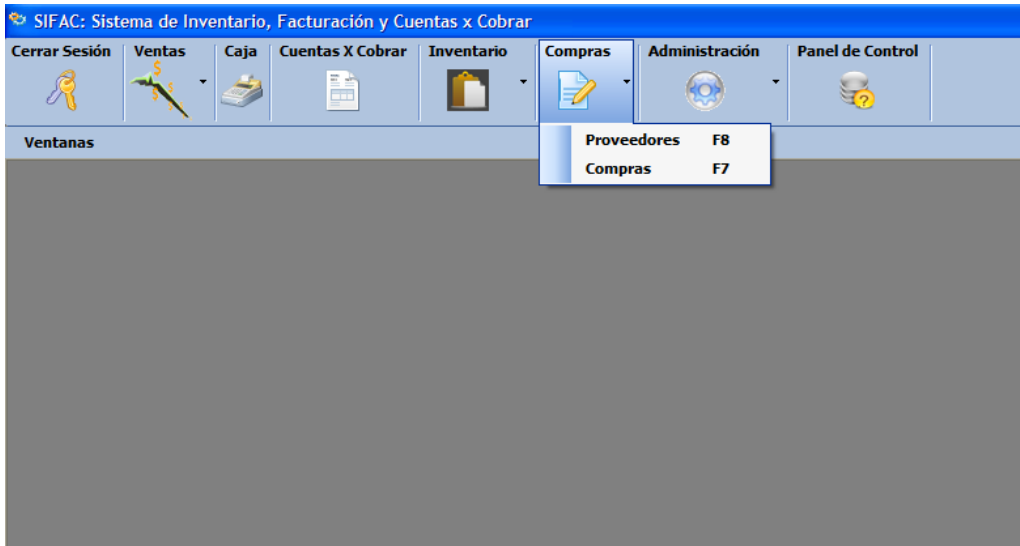 SIFAC: Sistema de Inventario, Facturación y Cuentas x Cobrar
Cerrar Sesión Ventas Caja Cuentas X Cobrar Inventario Compras Administración Panel de Control
Ventanas
Proveedores F8
Compras F7